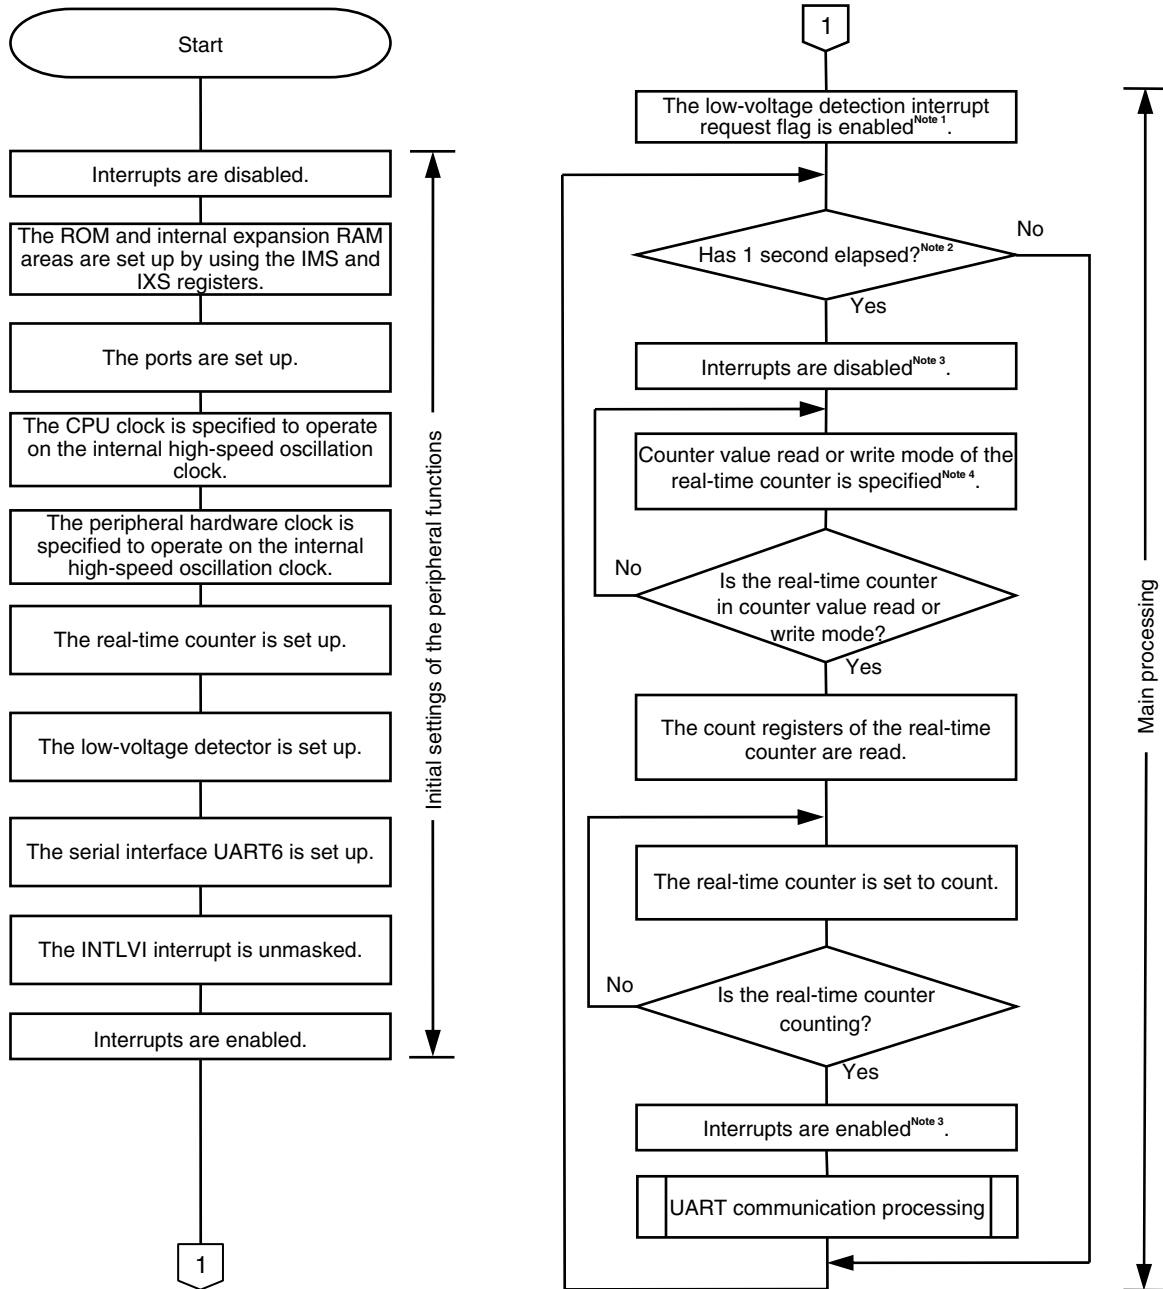 Start
Interrupts are disabled.
The ROM and internal expansion RAM
areas are set up by using the IMS and
IXS registers.
The ports are set up.
The CPU clock is specified to operate
on the internal high-speed oscillation
clock.
The peripheral hardware clock is
specified to operate on the internal
high-speed oscillation clock.
The real-time counter is set up.
The low-voltage detector is set up.
The serial interface UART6 is set up.
The INTLVI interrupt is unmasked.
Interrupts are enabled.
1
Initial settings of the peripheral functions
1
The low-voltage detection interrupt
request flag is enabledNote 1.
Has 1 second elapsed?Note 2
No
Yes
Interrupts are disabledNote 3.
Counter value read or write mode of the
real-time counter is specifiedNote 4.
No
Is the real-time counter
in counter value read or
write mode?
Yes
The count registers of the real-time
counter are read.
The real-time counter is set to count.
No
Is the real-time counter
counting?
Yes
Interrupts are enabledNote 3.
UART communication processing
Main processing